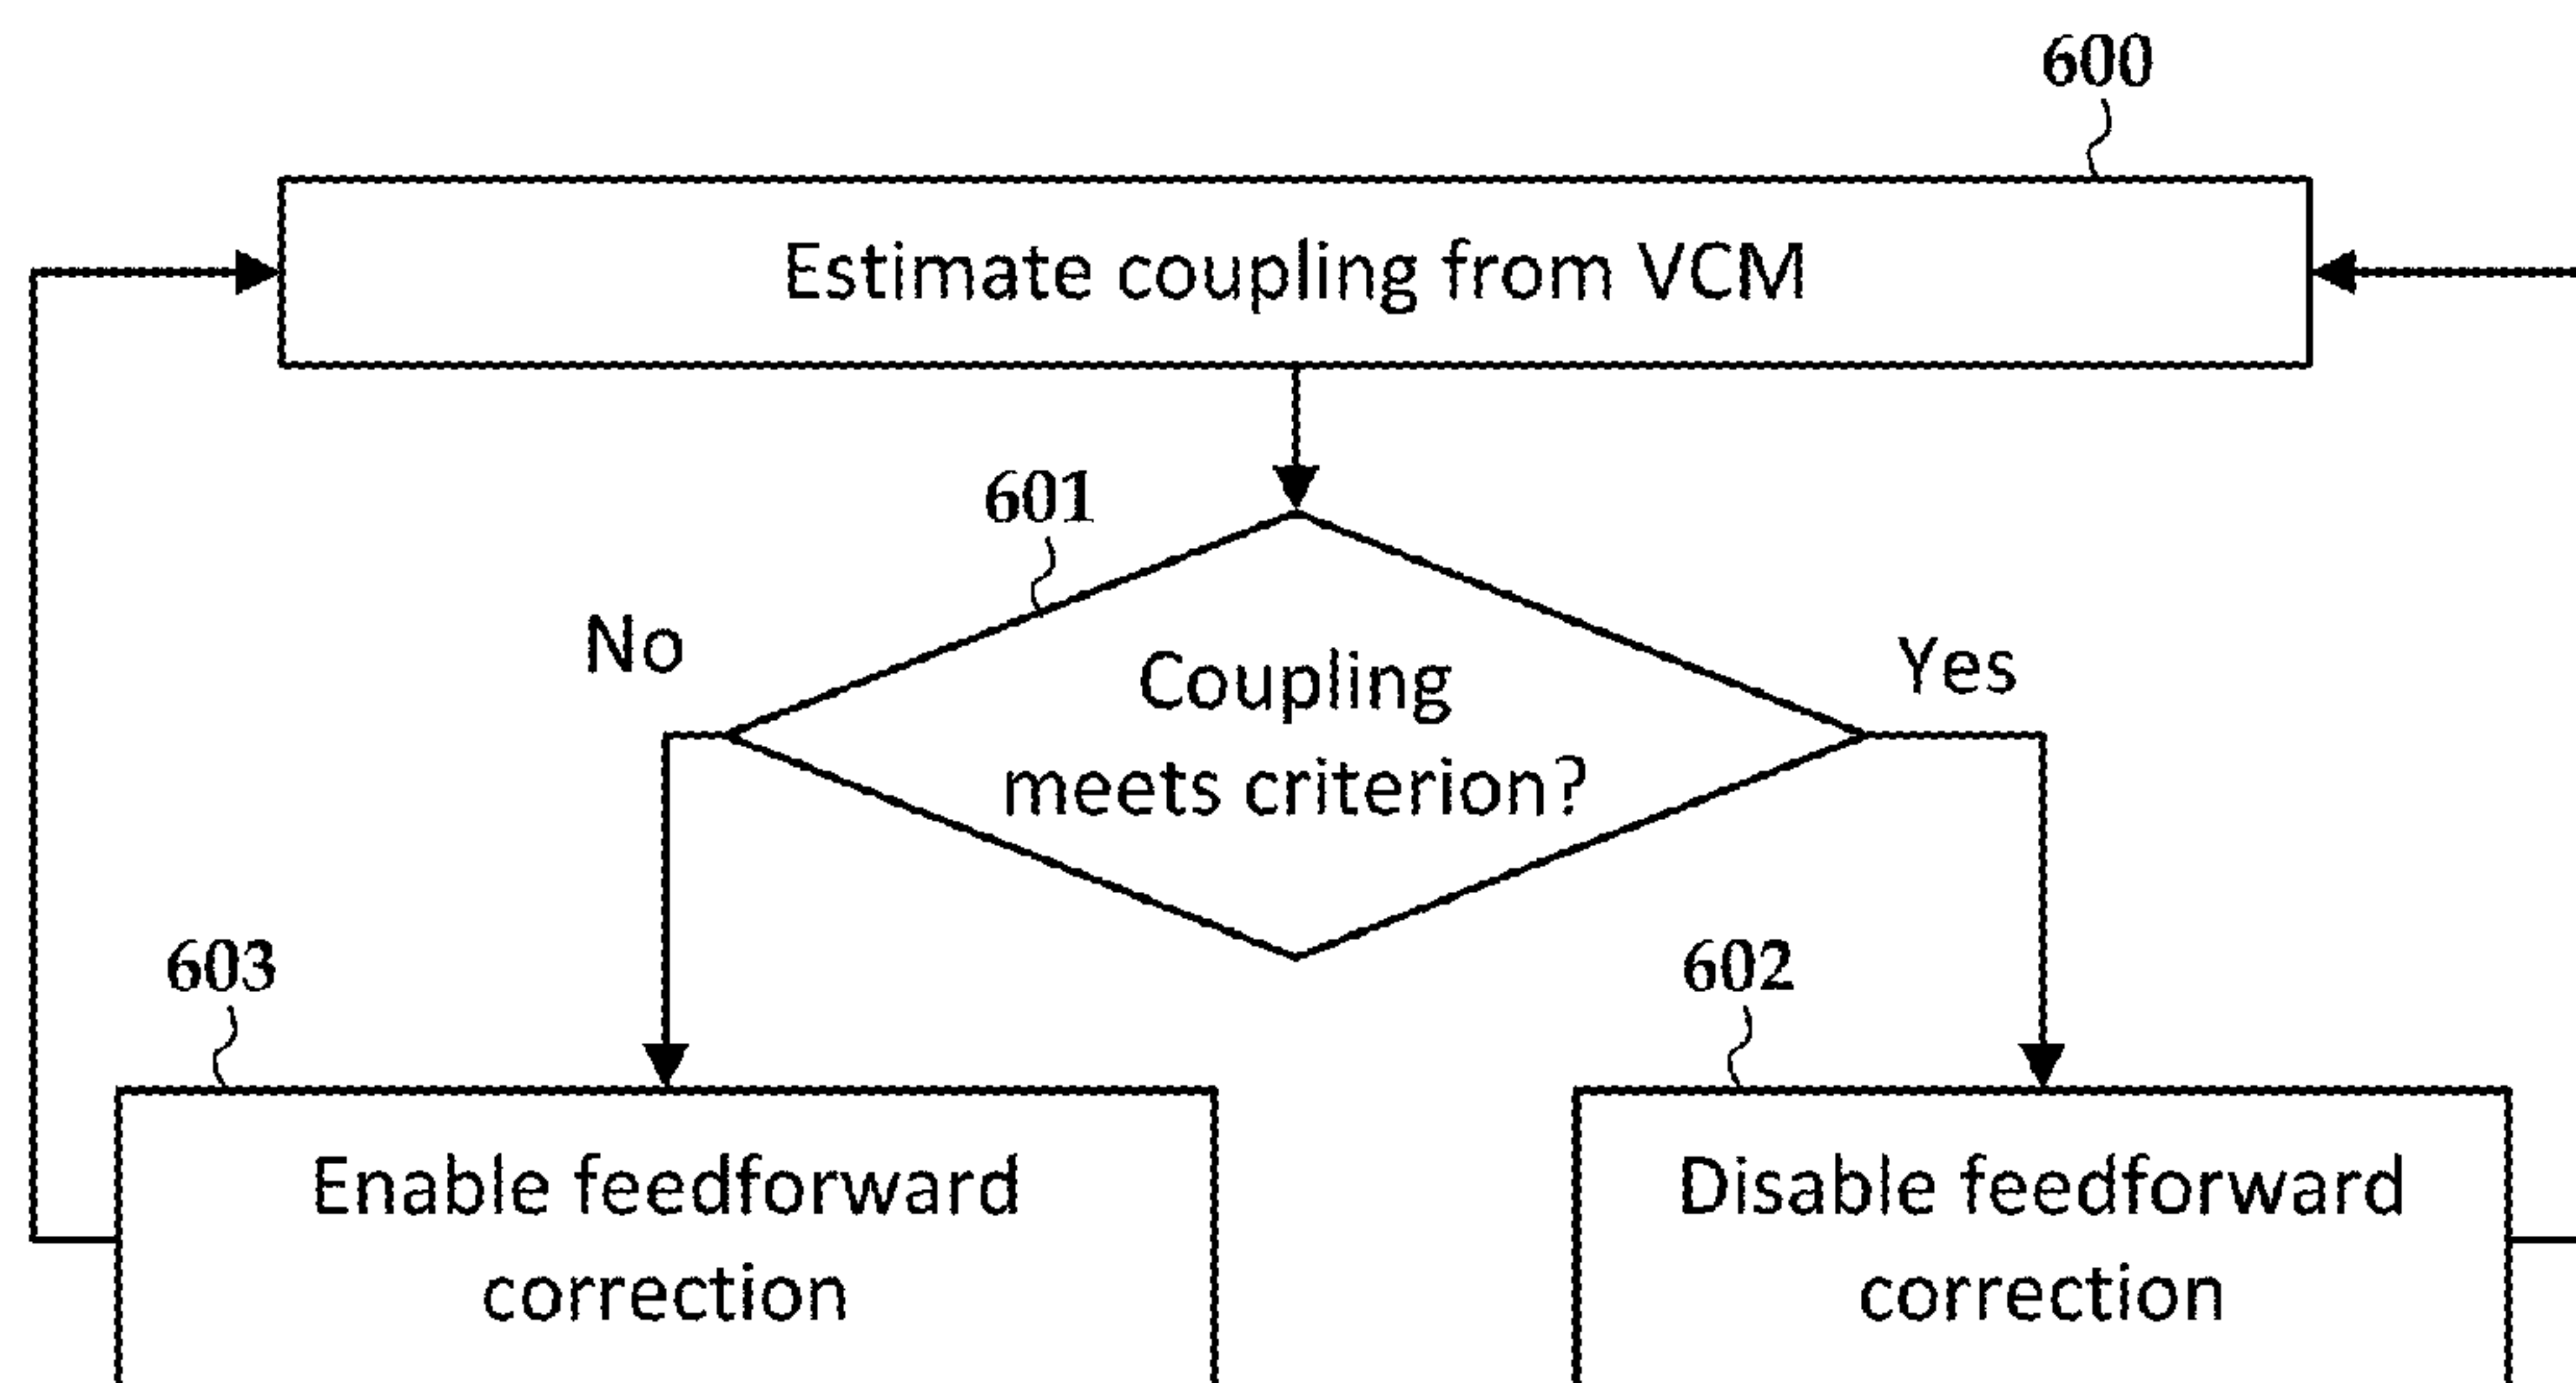 600
Estimate coupling from VCM
601
No
Yes
Coupling
meets criterion?
603
602
Enable feedforward
correction
Disable feedforward
correction